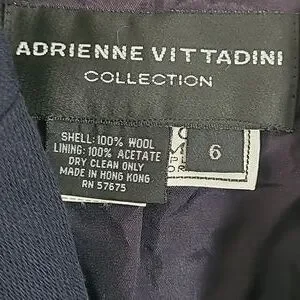 ADRIENNE VITTADINI
COLLECTION
SHELL: 100% WOOL
LINING: 100% ACETATE
DRY CLEAN ONLY
MADE IN HONG KONG
RN 57675
6